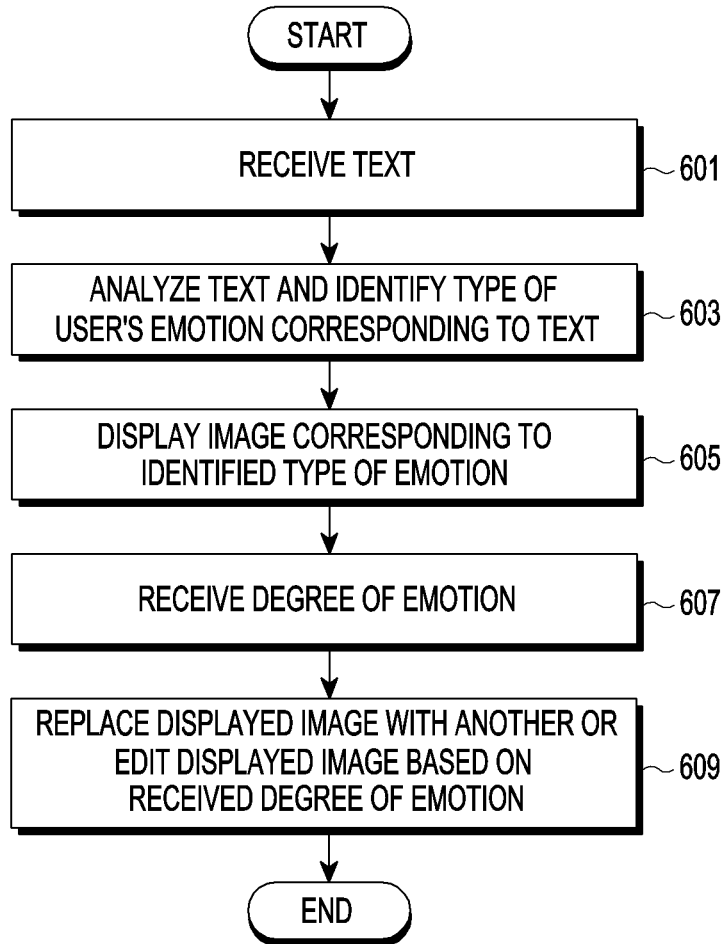 START
RECEIVE TEXT
601
ANALYZE TEXT AND IDENTIFY TYPE OF
USER'S EMOTION CORRESPONDING TO TEXT
603
DISPLAY IMAGE CORRESPONDING TO
IDENTIFIED TYPE OF EMOTION
605
RECEIVE DEGREE OF EMOTION
607
REPLACE DISPLAYED IMAGE WITH ANOTHER OR
EDIT DISPLAYED IMAGE BASED ON
RECEIVED DEGREE OF EMOTION
609
END